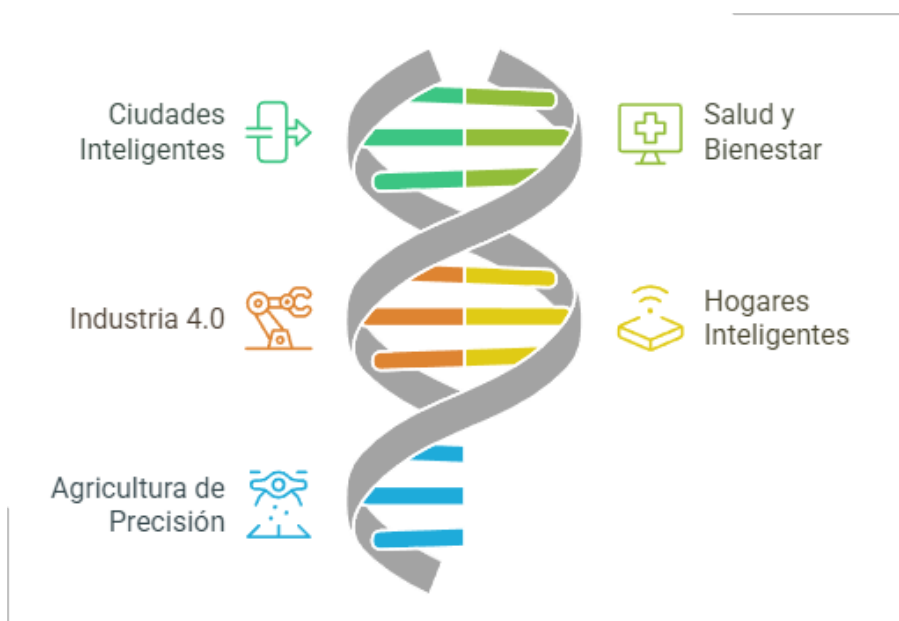 Ciudades
Inteligentes
Salud y
Bienestar
Industria 4.0
Hogares
Inteligentes
Agricultura de
Precisión